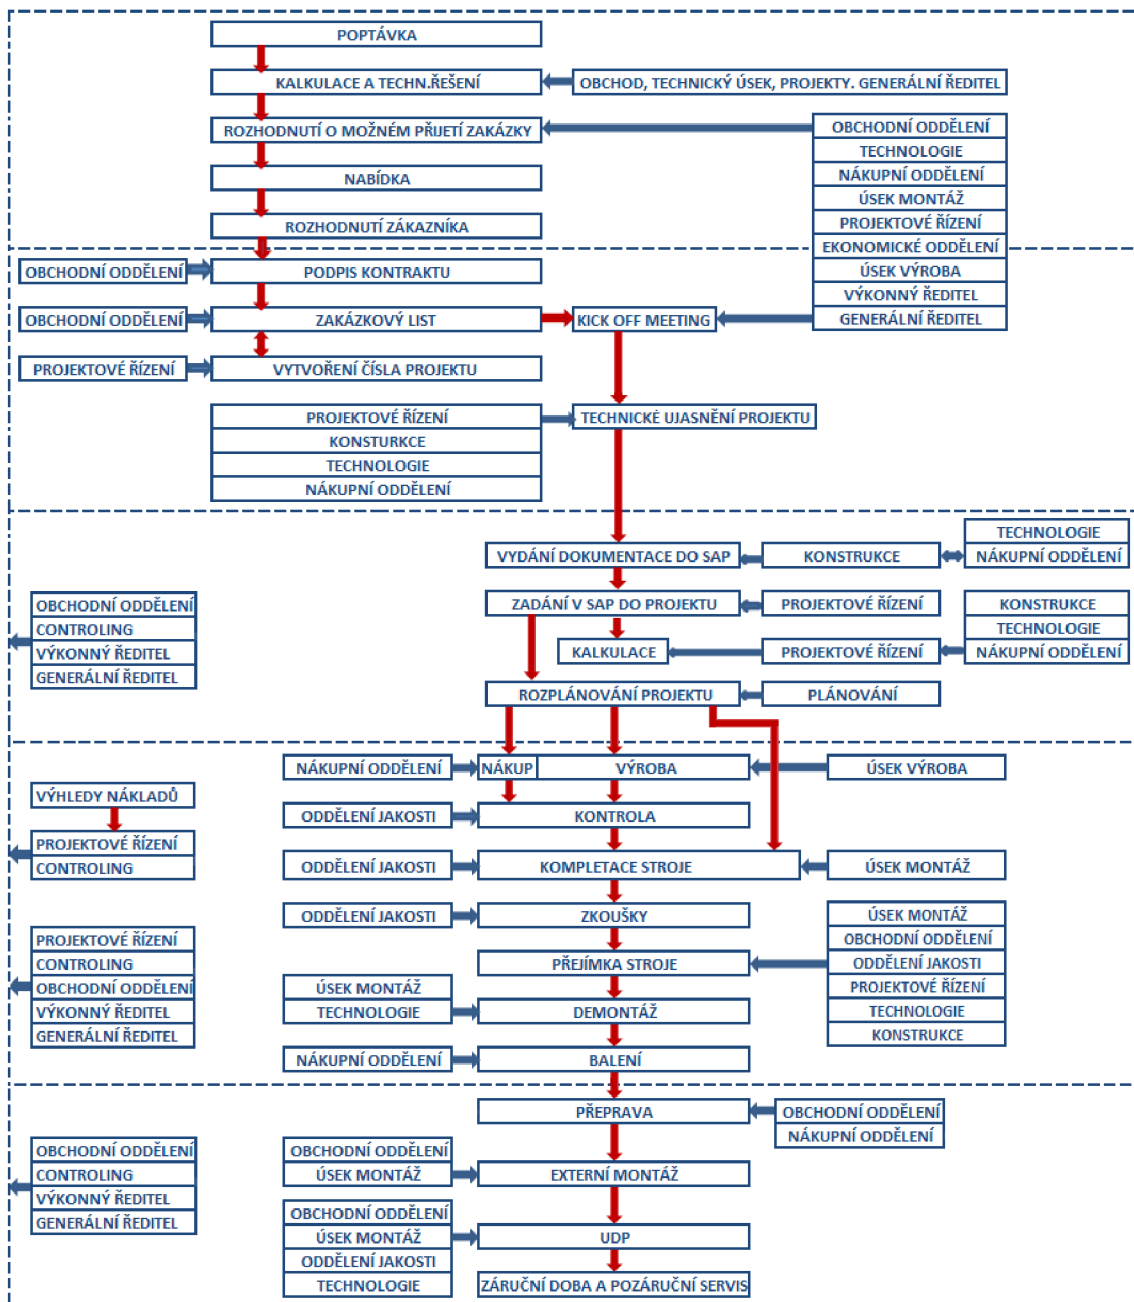 POPTÁVKA
KALKULACE A TECHN.ŘEŠENÍ
OBCHOD, TECHNICKÝ ÚSEK, PROJEKTY. GENERÁLNÍ ŘEDITEL
ROZHODNUTÍ O MOŽNÉM PŘIJETÍ ZAKÁZKY
OBCHODNÍ ODDĚLENÍ
TECHNOLOGIE
NÁKUPNÍ ODDĚLENÍ
ÚSEK MONTÁŽ
PROJEKTOVÉ ŘÍZENÍ
EKONOMICKÉ ODDĚLENÍ
ÚSEK VÝROBA
VÝKONNÝ ŘEDITEL
GENERÁLNÍ ŘEDITEL
NABÍDKA
ROZHODNUTÍ ZÁKAZNÍKA
OBCHODNÍ ODDĚLENÍ
PODPIS KONTRAKTU
OBCHODNÍ ODDĚLENÍ
ZAKÁZKOVÝ LIST
KICK OFF MEETING
PROJEKTOVÉ ŘÍZENÍ
VYTVOŘENÍ ČÍSLA PROJEKTU
PROJEKTOVÉ ŘÍZENÍ
KONSTURKCE
TECHNOLOGIE
NÁKUPNÍ ODDĚLENÍ
TECHNICKÉ UJASNĚNÍ PROJEKTU
VYDÁNÍ DOKUMENTACE DO SAP
KONSTRUKCE
TECHNOLOGIE
NÁKUPNÍ ODDĚLENÍ
ZADÁNÍ V SAP DO PROJEKTU
PROJEKTOVÉ ŘÍZENÍ
KONSTRUKCE
TECHNOLOGIE
NÁKUPNÍ ODDĚLENÍ
OBCHODNÍ ODDĚLENÍ
CONTROLING
VÝKONNÝ ŘEDITEL
GENERÁLNÍ ŘEDITEL
KALKULACE
PROJEKTOVÉ ŘÍZENÍ
ROZPLÁNOVÁNÍ PROJEKTU
PLÁNOVÁNÍ
NÁKUPNÍ ODDĚLENÍ
NÁKUP
VÝROBA
ÚSEK VÝROBA
VÝHLEDY NÁKLADŮ
PROJEKTOVÉ ŘÍZENÍ
CONTROLING
ODDĚLENÍ JAKOSTI
KONTROLA
ODDĚLENÍ JAKOSTI
KOMPLETACE STROJE
ÚSEK MONTÁŽ
ODDĚLENÍ JAKOSTI
ZKOUŠKY
ÚSEK MONTÁŽ
OBCHODNÍ ODDĚLENÍ
ODDĚLENÍ JAKOSTI
PROJEKTOVÉ ŘÍZENÍ
TECHNOLOGIE
KONSTRUKCE
PROJEKTOVÉ ŘÍZENÍ
CONTROLING
OBCHODNÍ ODDĚLENÍ
VÝKONNÝ ŘEDITEL
GENERÁLNÍ ŘEDITEL
PŘEJÍMKA STROJE
ÚSEK MONTÁŽ
TECHNOLOGIE
DEMONTÁŽ
NÁKUPNÍ ODDĚLENÍ
BALENÍ
PŘEPRAVA
OBCHODNÍ ODDĚLENÍ
NÁKUPNÍ ODDĚLENÍ
OBCHODNÍ ODDĚLENÍ
CONTROLING
VÝKONNÝ ŘEDITEL
GENERÁLNÍ ŘEDITEL
OBCHODNÍ ODDĚLENÍ
ÚSEK MONTÁŽ
EXTERNÍ MONTÁŽ
OBCHODNÍ ODDĚLENÍ
ÚSEK MONTÁŽ
ODDĚLENÍ JAKOSTI
TECHNOLOGIE
UDP
ZÁRUČNÍ DOBA A POZÁRUČNÍ SERVIS